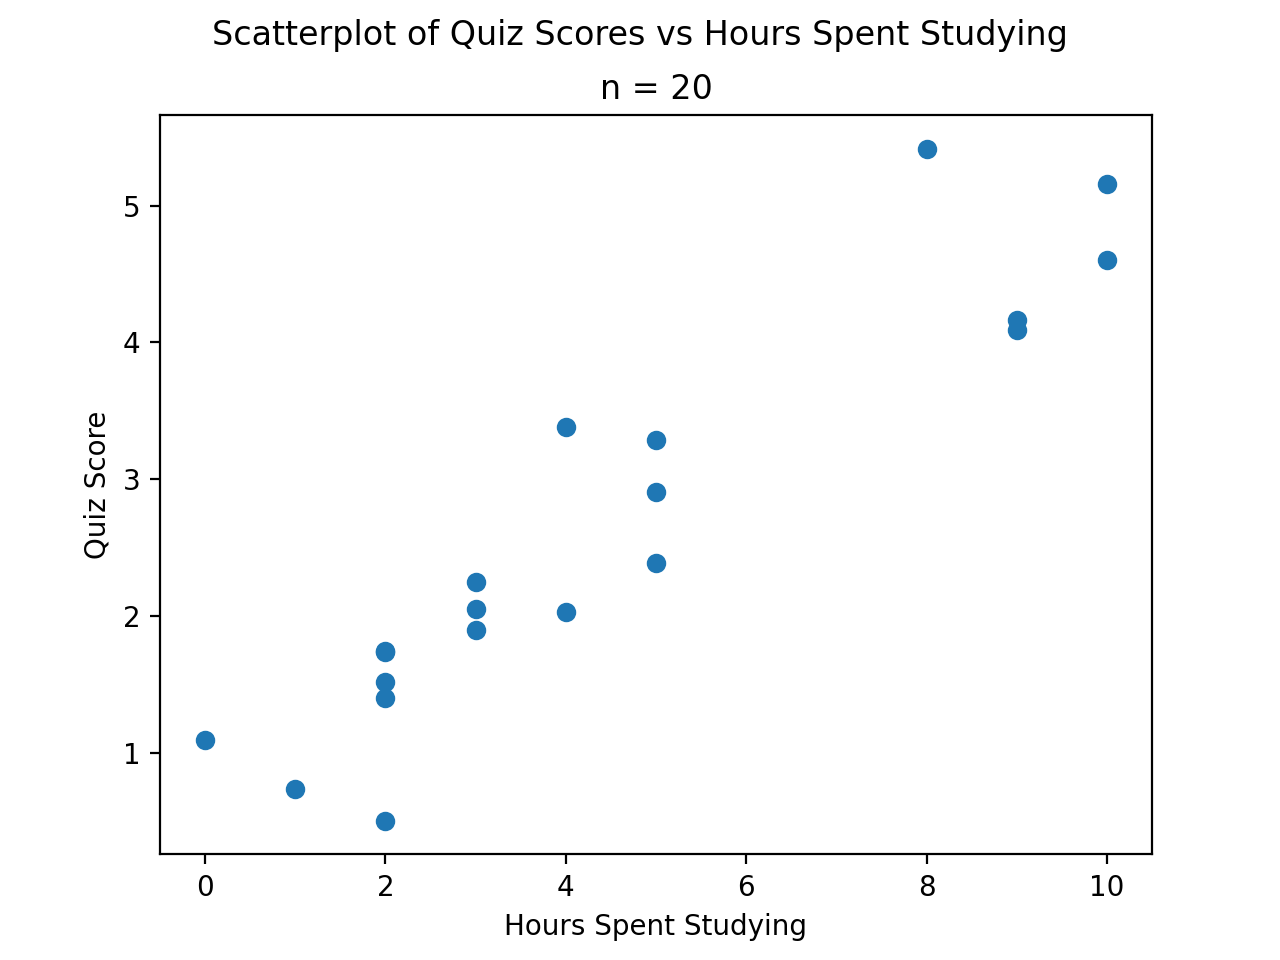 Scatterplot of Quiz Scores vs Hours Spent Studying
n = 20
5
4
3
2
1
Quiz Score
0 2 4 6 8 10
Hours Spent Studying